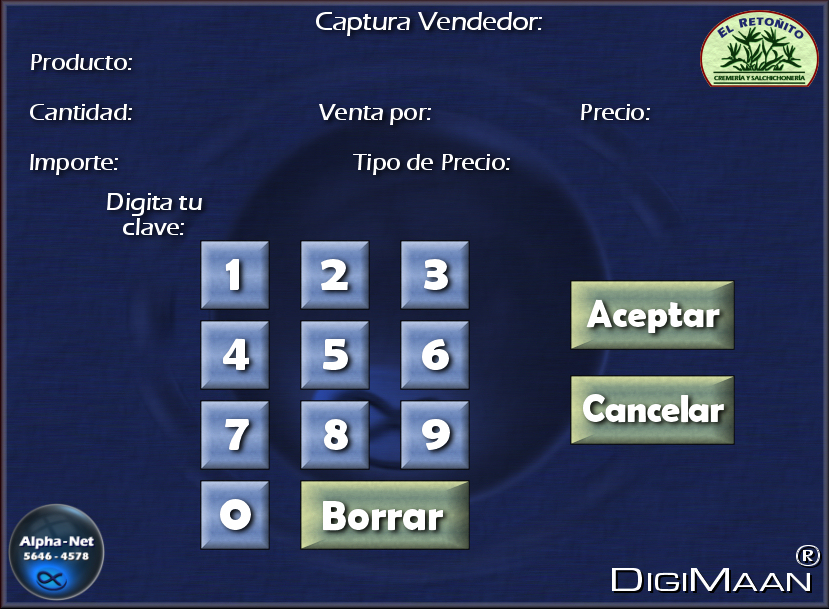 Captura Vendedor:
EL RETOÑITO
CREMERÍA Y SALCHICHONERÍA
Producto:
Cantidad:
Venta por:
Precio:
Importe:
Tipo de Precio:
Digita tu
clave:
1
2
3
4
5
6
7
8
9
0
Borrar
Aceptar
Cancelar
Alpha-Net
5646 - 4578
DIGIMAAN®